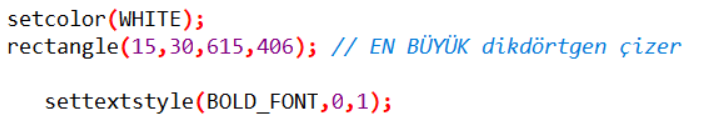 setcolor(WHITE);
rectangle(15,30,615,406); // EN BÜYÜK dikdörtgen çizer
settextstyle(BOLD_FONT,0,1);